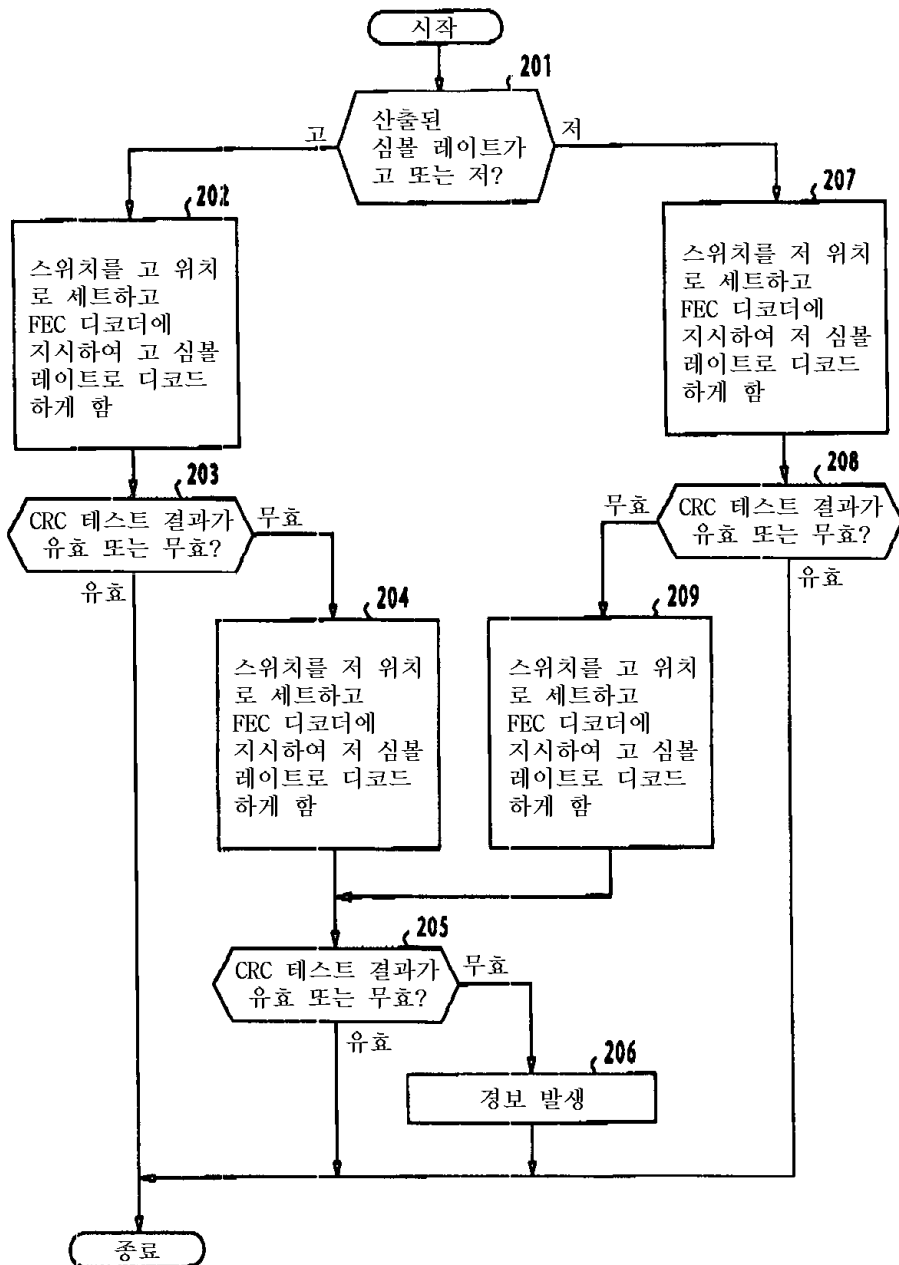 시작
201
산출된
심볼 레이트가
고 또는 저?
고
저
202
스위치를 고 위치
로 세트하고
FEC 디코더에
지시하여 고 심볼
레이트로 디코드
하게 함
207
스위치를 저 위치
로 세트하고
FEC 디코더에
지시하여 저 심볼
레이트로 디코드
하게 함
203
CRC 테스트 결과가
유효 또는 무효?
무효
유효
208
CRC 테스트 결과가
유효 또는 무효?
무효
유효
204
스위치를 저 위치
로 세트하고
FEC 디코더에
지시하여 저 심볼
레이트로 디코드
하게 함
209
스위치를 고 위치
로 세트하고
FEC 디코더에
지시하여 고 심볼
레이트로 디코드
하게 함
205
CRC 테스트 결과가
유효 또는 무효?
무효
유효
206
경보 발생
종료